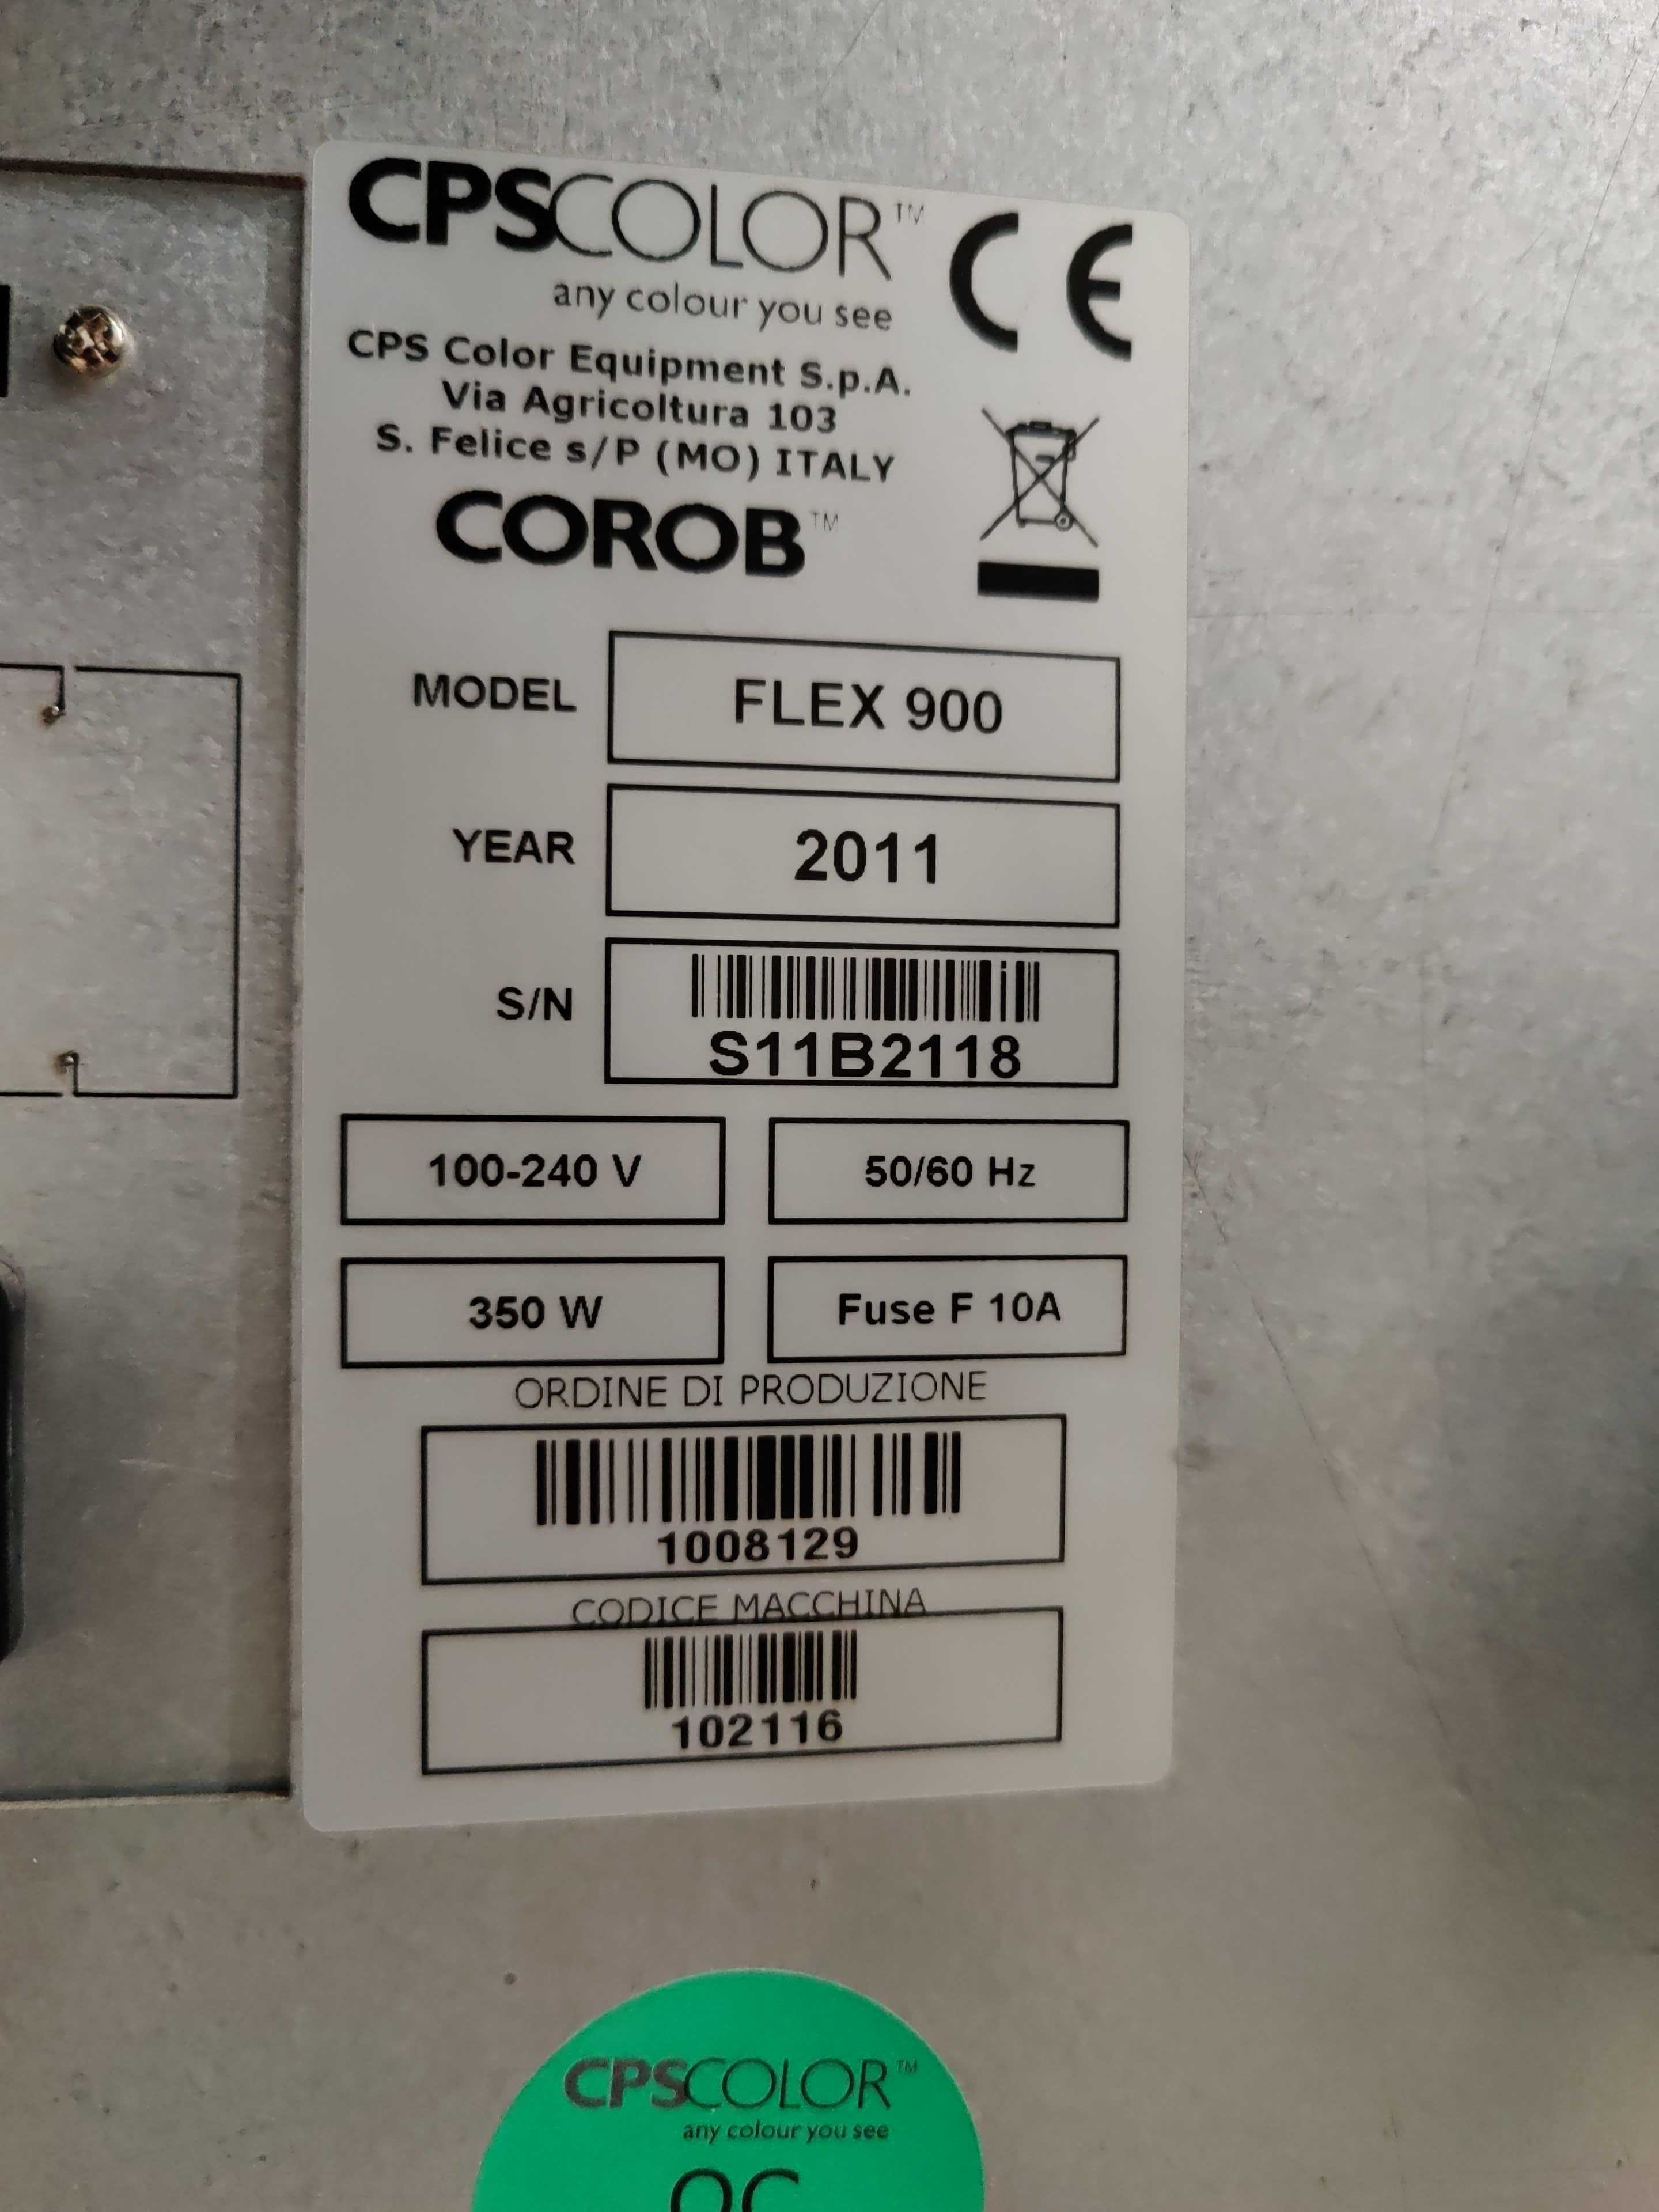 CPSCOLOR™
any colour you see
CE
CPS Color Equipment S.p.A.
Via Agricoltura 103
S. Felice s/P (MO) ITALY
COROB™
MODEL
FLEX 900
YEAR
2011
S/N
S11B2118
100-240 V
50/60 Hz
350 W
Fuse F 10A
ORDINE DI PRODUZIONE
1008129
CODICE MACCHINA
102116
CPSCOLOR™
any colour you see
QC